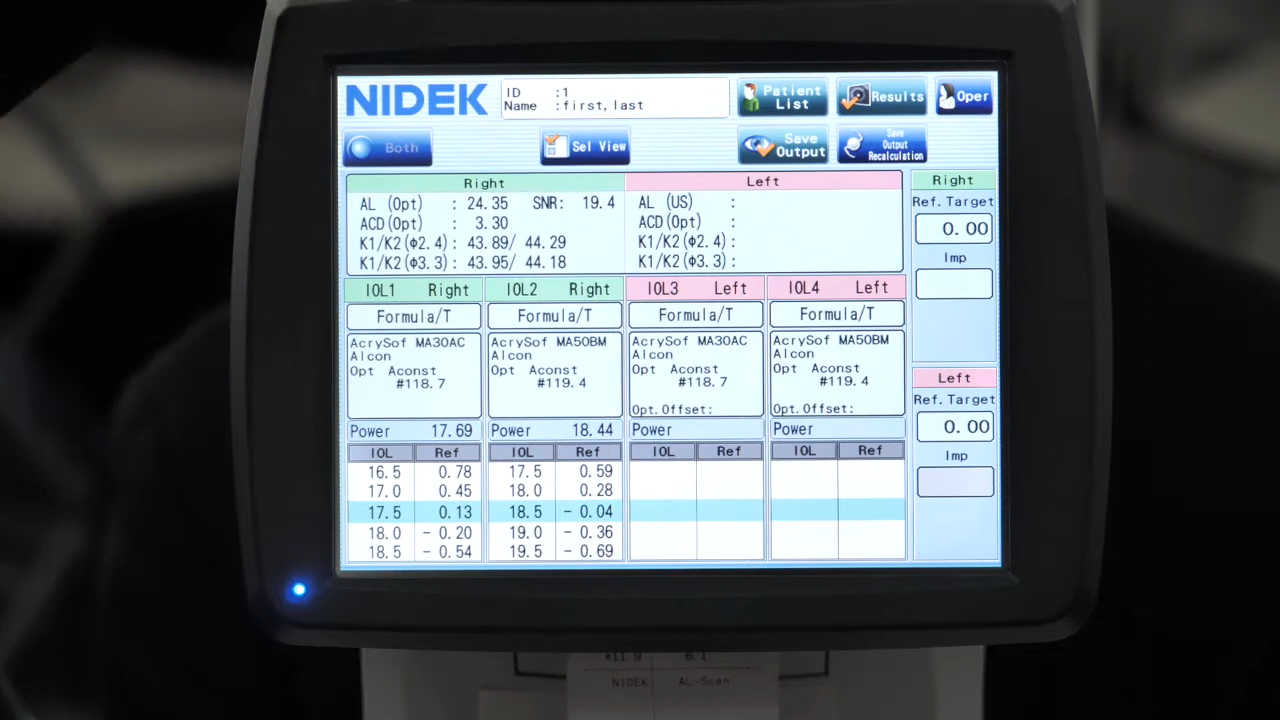 NIDEK
ID :1
Name :first, last
Patient List
Results
Oper
Both
Sel View
Save Output
Save Output Recalculation
Right
AL (Opt) : 24.35 SNR: 19.4
ACD(Opt) : 3.30
K1/K2(Φ2.4): 43.89/ 44.29
K1/K2(Φ3.3): 43.95/ 44.18
Left
AL (US) :
ACD(Opt) :
K1/K2(Φ2.4):
K1/K2(Φ3.3):
Right
Ref. Target
0.00
Imp
Left
Ref. Target
0.00
Imp
IOL1 Right
Formula/T
AcrySof MA30AC
Alcon
Opt Aconst
#118.7
Power 17.69
IOL Ref
16.5 0.78
17.0 0.45
17.5 0.13
18.0 - 0.20
18.5 - 0.54
IOL2 Right
Formula/T
AcrySof MA50BM
Alcon
Opt Aconst
#119.4
Power 18.44
IOL Ref
17.5 0.59
18.0 0.28
18.5 - 0.04
19.0 - 0.36
19.5 - 0.69
IOL3 Left
Formula/T
AcrySof MA30AC
Alcon
Opt Aconst
#118.7
Opt.Offset:
Power
IOL Ref
IOL4 Left
Formula/T
AcrySof MA50BM
Alcon
Opt Aconst
#119.4
Opt.Offset:
Power
IOL Ref
NIDEK AL-Scan